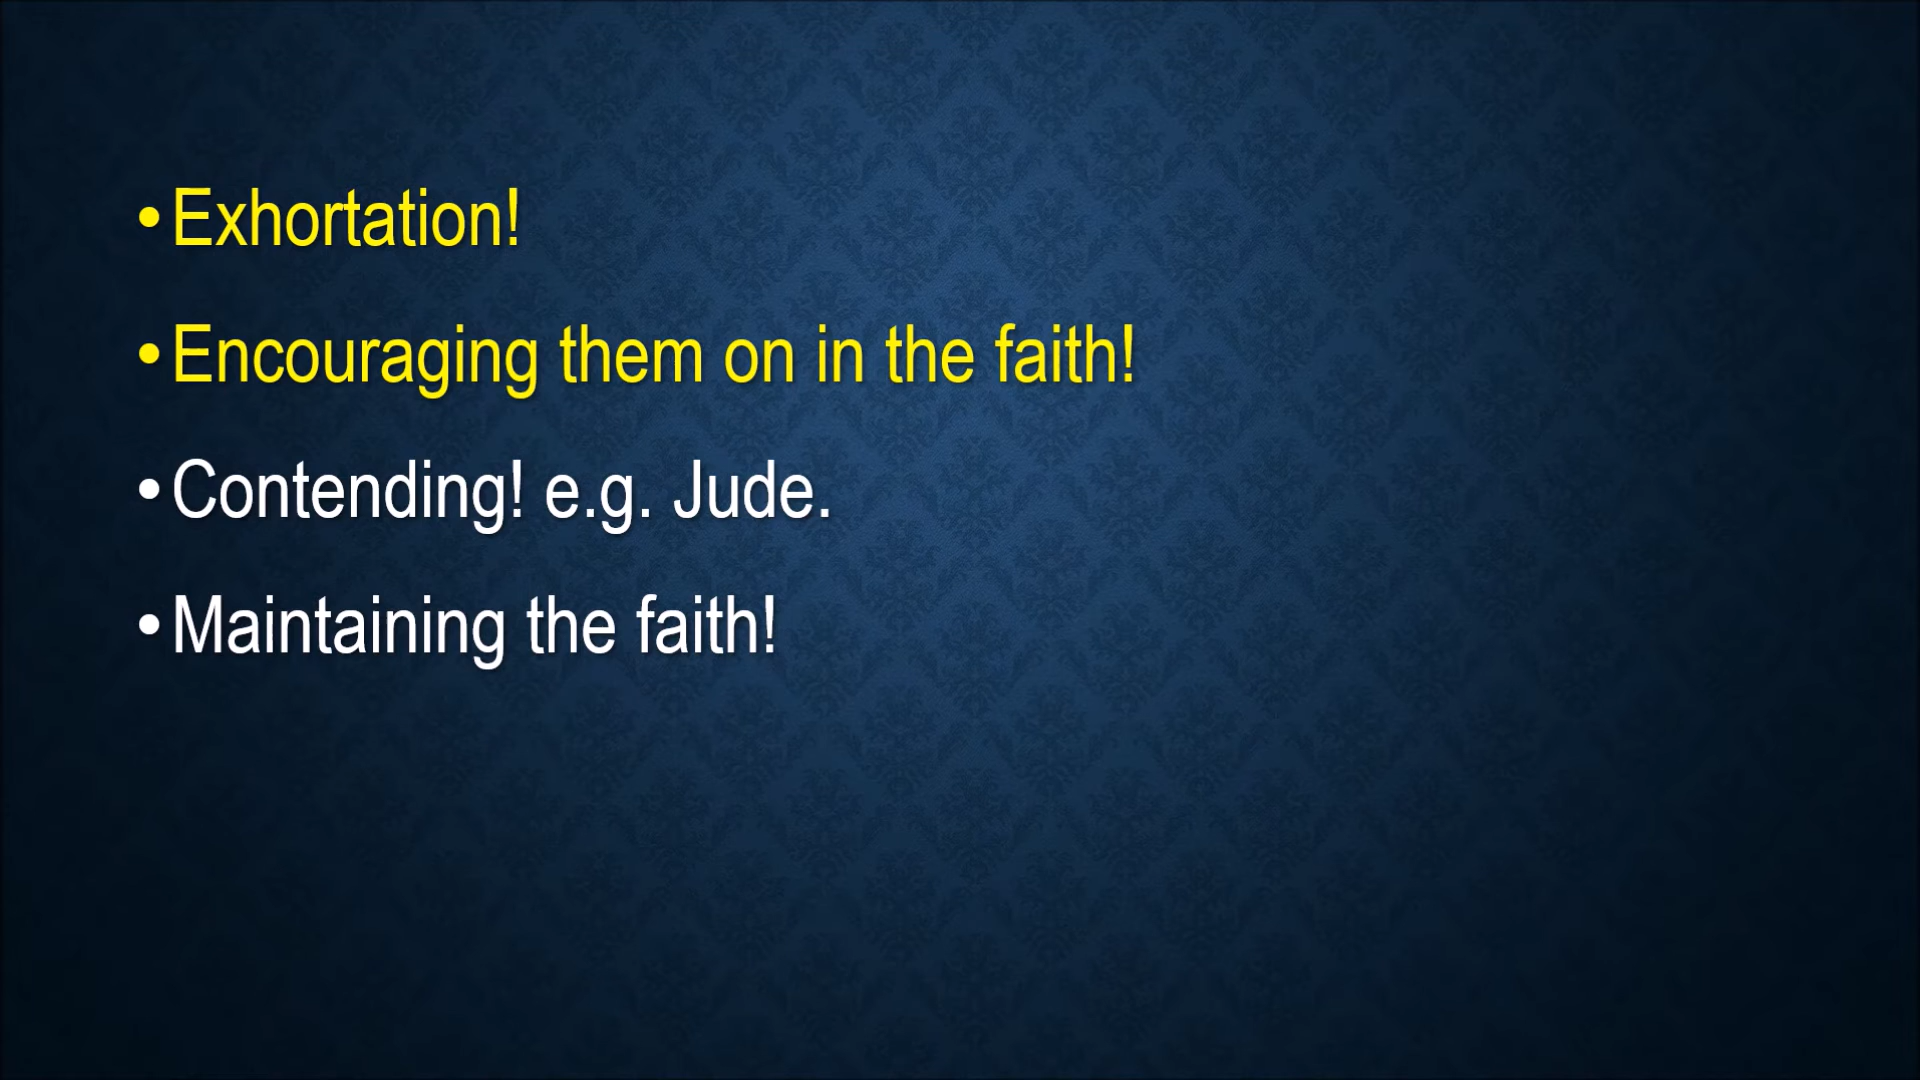 •Exhortation!
•Encouraging them on in the faith!
•Contending! e.g. Jude.
•Maintaining the faith!